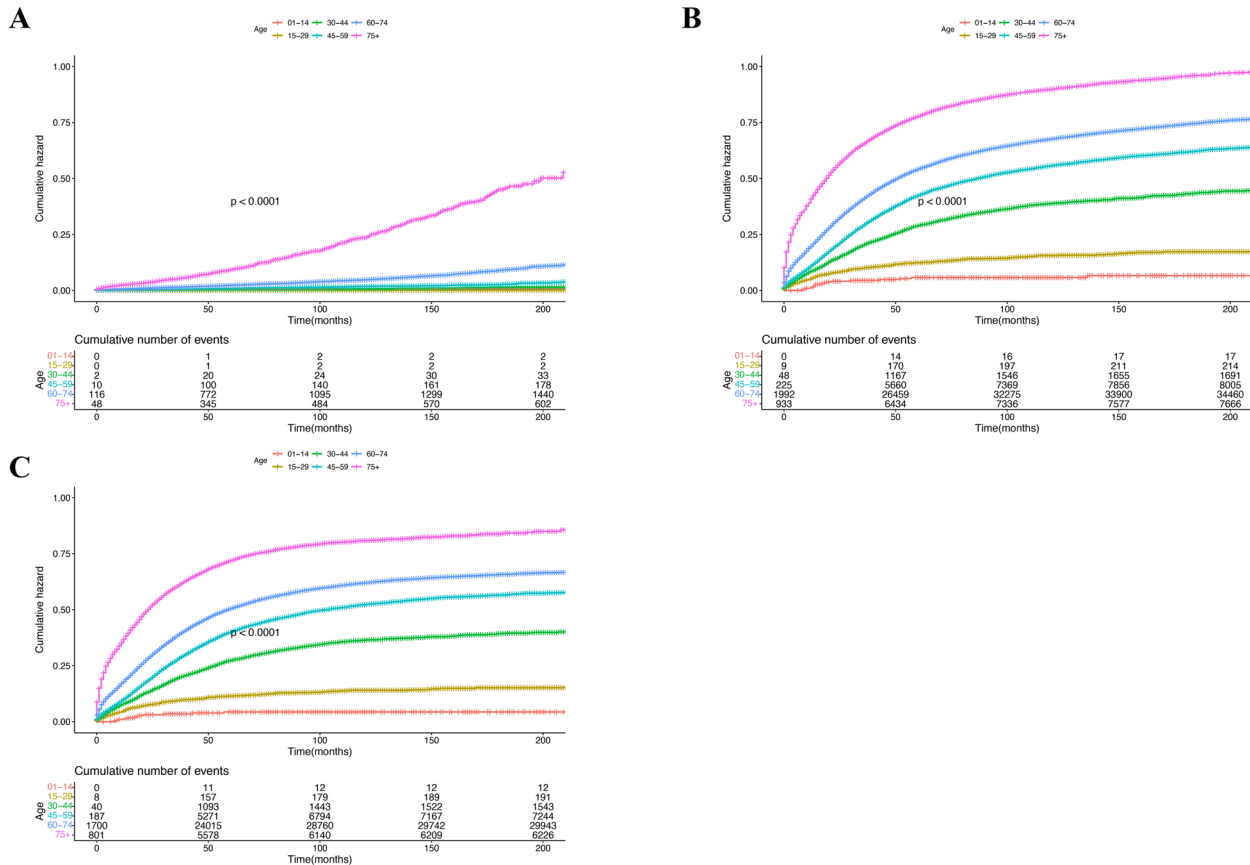 A
Age 01−14 30−44 60−74
15−29 45−59 75+
1.00
0.75
0.50
0.25
0.00
Cumulative hazard
p < 0.0001
0 50 100 150 200
Time(months)
Cumulative number of events
Age
01−14 0 1 2 2 2
15−29 0 1 2 2 2
30−44 2 20 24 30 33
45−59 10 100 140 161 178
60−74 116 772 1095 1299 1440
75+ 48 345 484 570 602
0 50 100 150 200
Time(months)
B
Age 01−14 30−44 60−74
15−29 45−59 75+
1.00
0.75
0.50
0.25
0.00
Cumulative hazard
p < 0.0001
0 50 100 150 200
Time(months)
Cumulative number of events
Age
01−14 0 14 16 17 17
15−29 9 170 197 211 214
30−44 48 1167 1546 1655 1691
45−59 225 5660 7369 7856 8005
60−74 1992 26459 32275 33900 34460
75+ 933 6434 7336 7577 7666
0 50 100 150 200
Time(months)
C
Age 01−14 30−44 60−74
15−29 45−59 75+
1.00
0.75
0.50
0.25
0.00
Cumulative hazard
p < 0.0001
0 50 100 150 200
Time(months)
Cumulative number of events
Age
01−14 0 11 12 12 12
15−29 8 157 179 189 191
30−44 40 1093 1443 1522 1543
45−59 187 5271 6794 7167 7244
60−74 1700 24015 28760 29742 29943
75+ 801 5578 6140 6209 6226
0 50 100 150 200
Time(months)